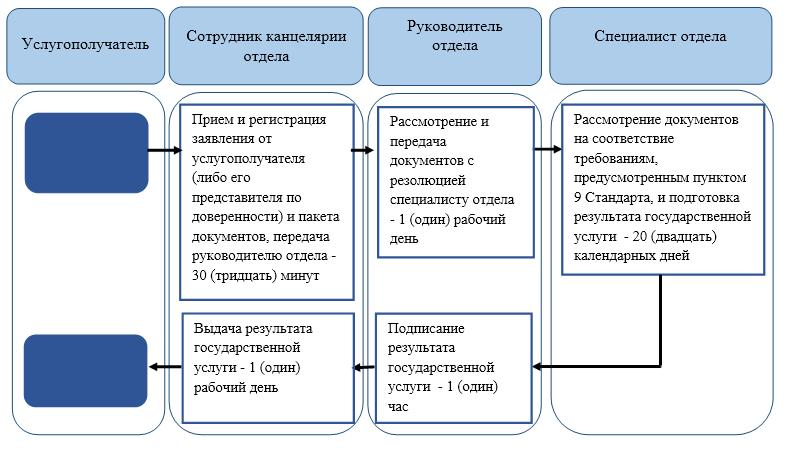 Услугополучатель
Сотрудник канцелярии
отдела
Руководитель
отдела
Специалист отдела
Прием и регистрация
заявления от
услугополучателя
(либо его
представителя по
доверенности) и пакета
документов, передача
руководителю отдела -
30 (тридцать) минут
Рассмотрение и
передача
документов с
резолюцией
специалисту отдела
- 1 (один) рабочий
день
Рассмотрение документов
на соответствие
требованиям,
предусмотренным пунктом
9 Стандарта, и подготовка
результата государственной
услуги - 20 (двадцать)
календарных дней
Выдача результата
государственной
услуги - 1 (один)
рабочий день
Подписание
результата
государственной
услуги - 1 (один)
час